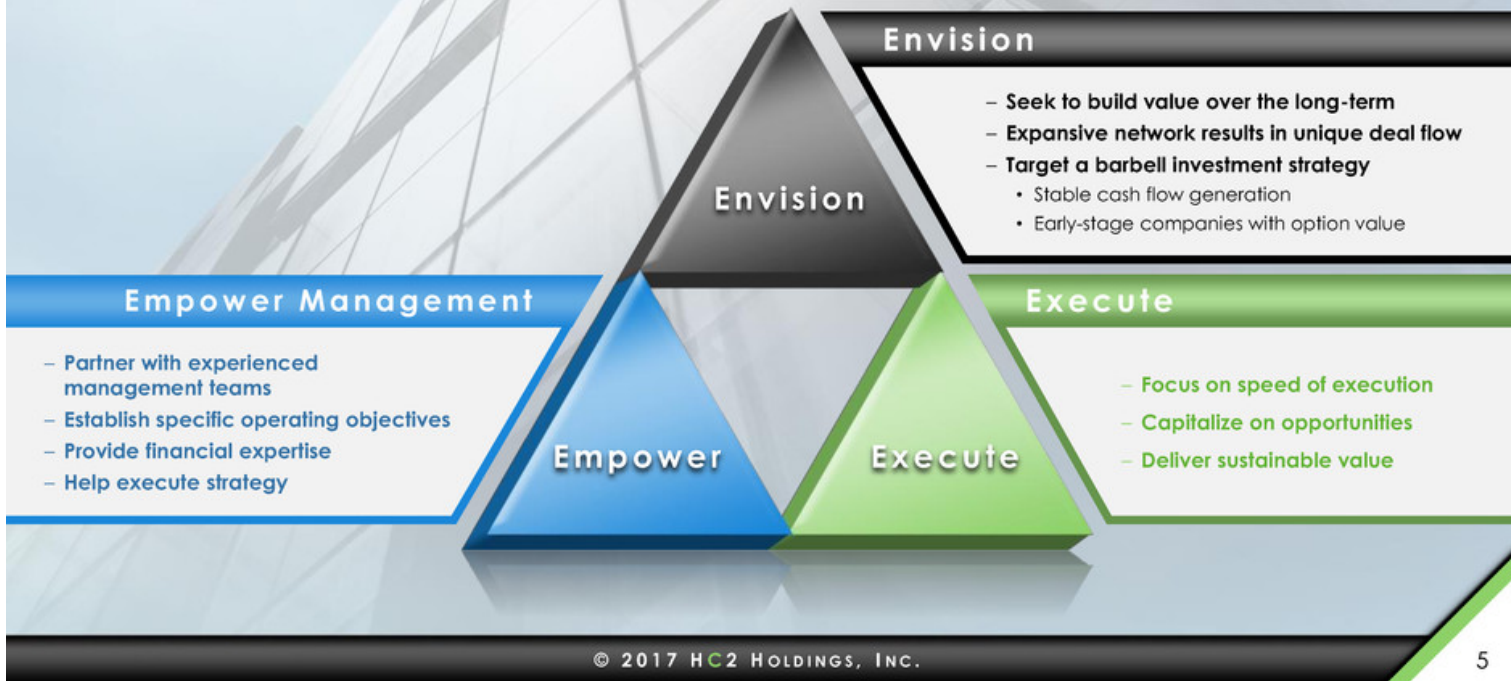 Envision
– Seek to build value over the long-term
– Expansive network results in unique deal flow
– Target a barbell investment strategy
• Stable cash flow generation
• Early-stage companies with option value
Envision
Empower Management
– Partner with experienced
management teams
– Establish specific operating objectives
– Provide financial expertise
– Help execute strategy
Empower
Execute
Execute
– Focus on speed of execution
– Capitalize on opportunities
– Deliver sustainable value
© 2017 HC2 HOLDINGS, INC.
5